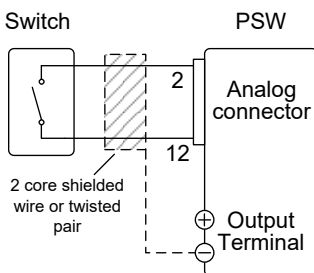 Switch
PSW
2
Analog
connector
12
2 core shielded
wire or twisted
pair
+
Output
Terminal
−